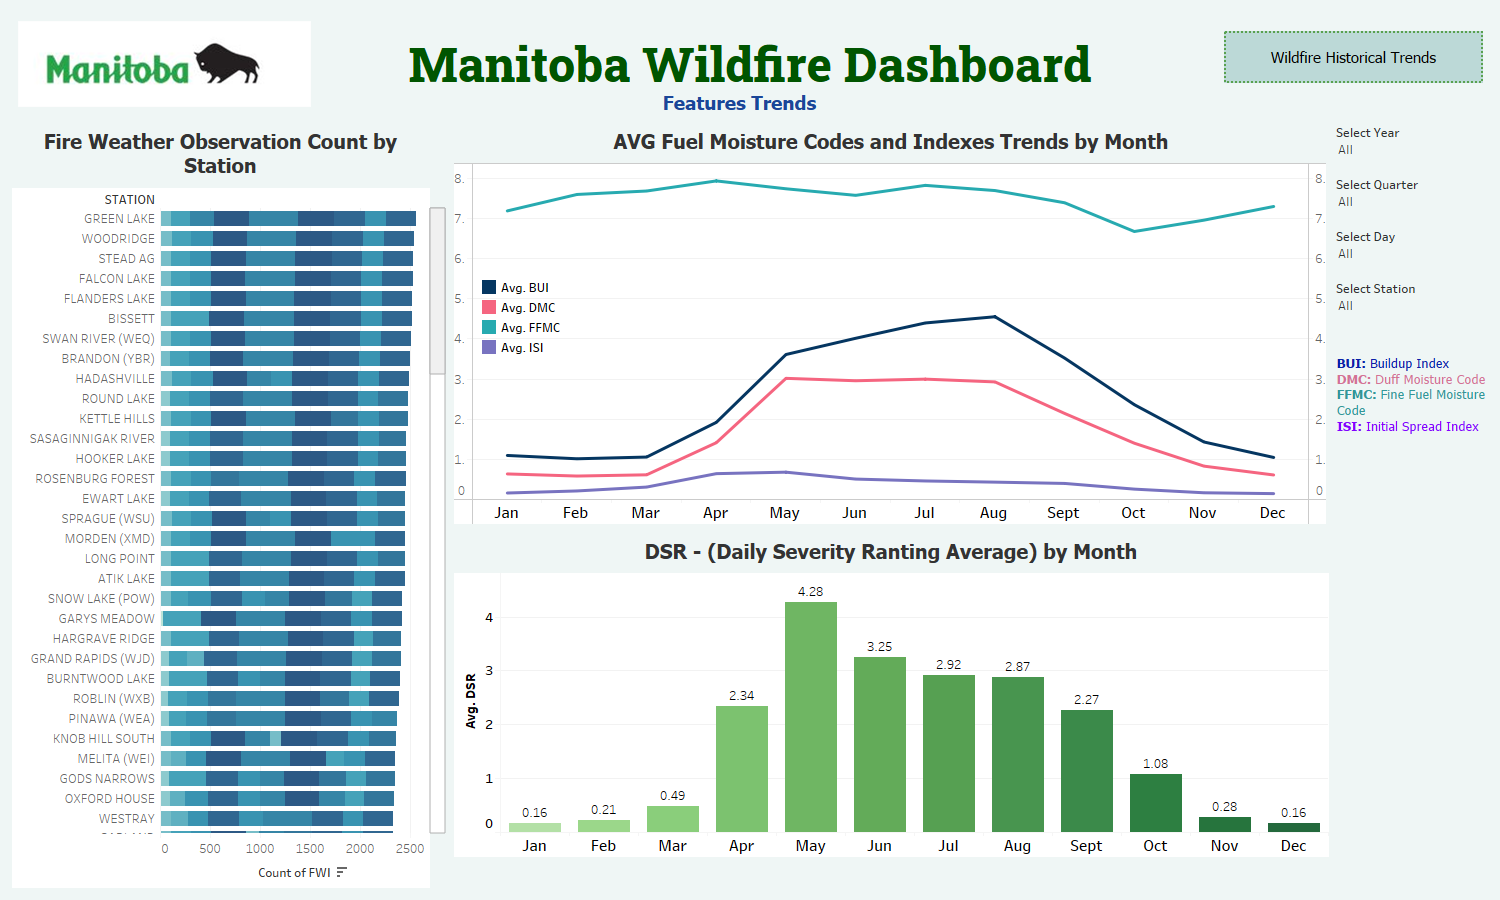 Manitoba
Manitoba Wildfire Dashboard
Features Trends
Wildfire Historical Trends
Fire Weather Observation Count by
Station
STATION
GREEN LAKE
WOODRIDGE
STEAD AG
FALCON LAKE
FLANDERS LAKE
BISSETT
SWAN RIVER (WEQ)
BRANDON (YBR)
HADASHVILLE
ROUND LAKE
KETTLE HILLS
SASAGINNIGAK RIVER
HOOKER LAKE
ROSENBURG FOREST
EWART LAKE
SPRAGUE (WSU)
MORDEN (XMD)
LONG POINT
ATIK LAKE
SNOW LAKE (POW)
GARYS MEADOW
HARGRAVE RIDGE
GRAND RAPIDS (WJD)
BURNTWOOD LAKE
ROBLIN (WXB)
PINAWA (WEA)
KNOB HILL SOUTH
MELITA (WEI)
GODS NARROWS
OXFORD HOUSE
WESTRAY
0 500 1000 1500 2000 2500
Count of FWI
AVG Fuel Moisture Codes and Indexes Trends by Month
8. 8.
7. 7.
6. 6.
5. 5.
4. 4.
3. 3.
2. 2.
1. 1.
0 0
Avg. BUI
Avg. DMC
Avg. FFMC
Avg. ISI
Jan Feb Mar Apr May Jun Jul Aug Sept Oct Nov Dec
DSR - (Daily Severity Ranting Average) by Month
Avg. DSR
4
3
2
1
0
0.16 0.21 0.49 2.34 4.28 3.25 2.92 2.87 2.27 1.08 0.28 0.16
Jan Feb Mar Apr May Jun Jul Aug Sept Oct Nov Dec
Select Year
All
Select Quarter
All
Select Day
All
Select Station
All
BUI: Buildup Index
DMC: Duff Moisture Code
FFMC: Fine Fuel Moisture
Code
ISI: Initial Spread Index